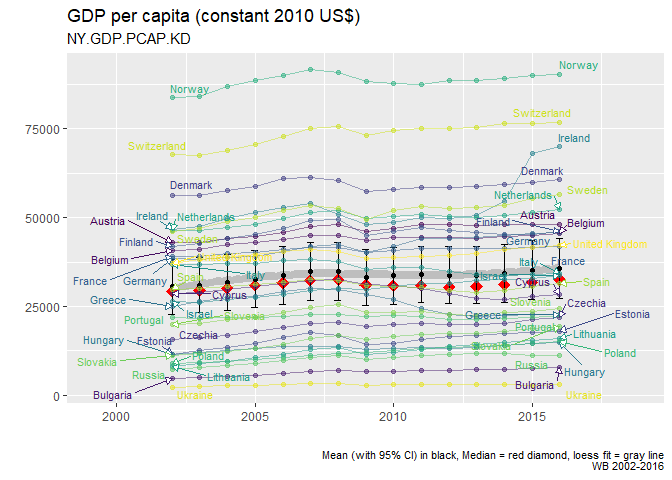 GDP per capita (constant 2010 US$)
NY.GDP.PCAP.KD
Norway
Norway
Switzerland
Switzerland
75000
Ireland
Denmark
Denmark
Netherlands
Sweden
Ireland
Netherlands
50000
Austria
Austria
Finland
Belgium
Finland
Sweden
Germany
United Kingdom
Belgium
Italy
Italy
France
France
Germany
Spain
Israel
Spain
Cyprus
Cyprus
Greece
25000
Slovenia
Czechia
Israel
Slovenia
Greece
Estonia
Portugal
Portugal
Czechia
Linuania
Hungary
Estonia
Slovakia
Slovakia
Poland
Poland
Russia
Lithuania
Russia
Hungary
Bulgaria
Bulgaria
Ukraine
Ukraine
0
2000
2005
2010
2015
Mean (with 95% CI) in black, Median = red diamond, loess fit = gray line
WB 2002-2016